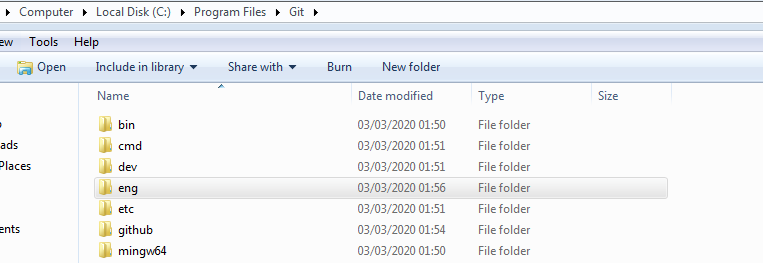 Computer Local Disk (C:) Program Files Git
ew Tools Help
Open Include in library Share with Burn New folder
Name Date modified Type Size
bin 03/03/2020 01:50 File folder
cmd 03/03/2020 01:51 File folder
ads dev 03/03/2020 01:51 File folder
Places eng 03/03/2020 01:56 File folder
etc 03/03/2020 01:51 File folder
ents github 03/03/2020 01:54 File folder
mingw64 03/03/2020 01:50 File folder